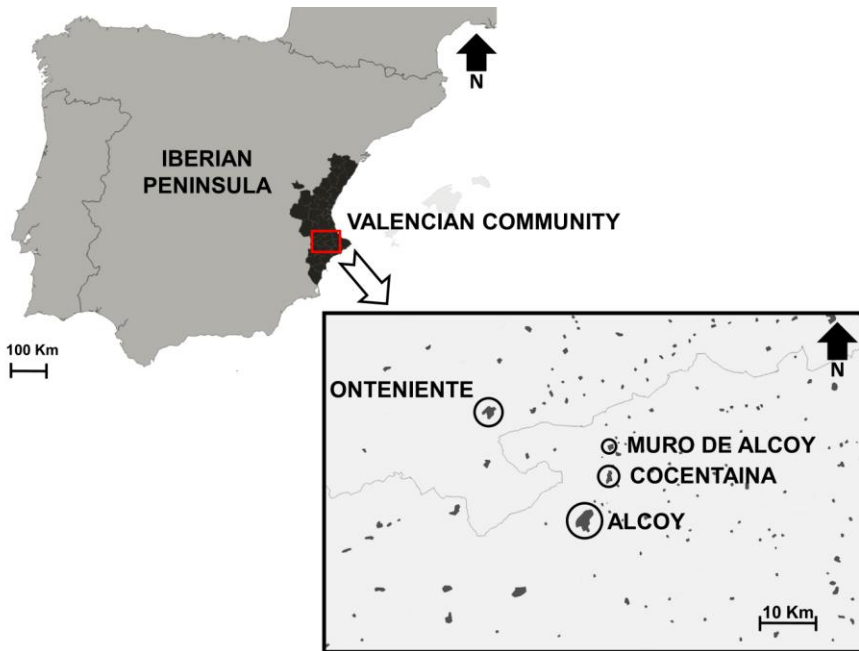 N
IBERIAN
PENINSULA
VALENCIAN COMMUNITY
100 Km
N
ONTENIENTE
MURO DE ALCOY
COCENTAINA
ALCOY
10 Km